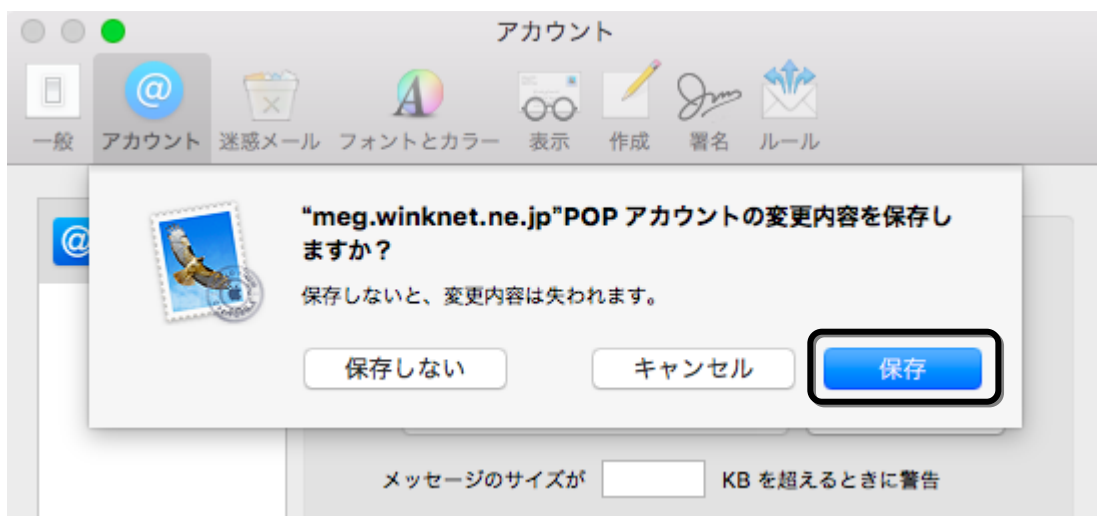 アカウント
一般 アカウント 迷惑メール フォントとカラー 表示 作成 署名 ルール
“meg.winknet.ne.jp”POP アカウントの変更内容を保存し
ますか？
保存しないと、変更内容は失われます。
保存しない キャンセル 保存
メッセージのサイズが KB を超えるときに警告